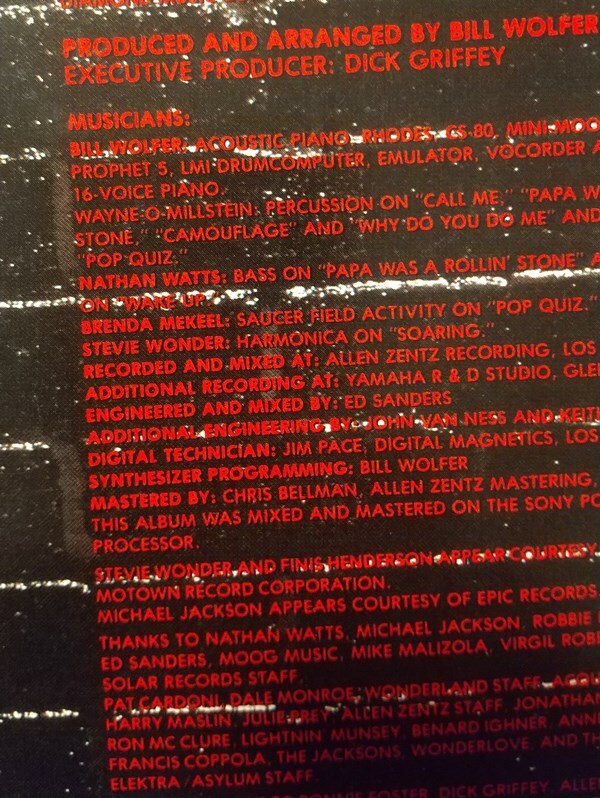 PRODUCED AND ARRANGED BY BILL WOLFER
EXECUTIVE PRODUCER: DICK GRIFFEY
MUSICIANS:
BILL WOLFER: ACOUSTIC PIANO, RHODES, CS-80, MINI-MOO
PROPHET 5, LMI DRUMCOMPUTER, EMULATOR, VOCORDER A
16-VOICE PIANO.
WAYNE-O-MILLSTEIN: PERCUSSION ON "CALL ME," "PAPA W
STONE," "CAMOUFLAGE" AND "WHY DO YOU DO ME" AND
"POP QUIZ."
NATHAN WATTS: BASS ON "PAPA WAS A ROLLIN' STONE" A
ON "WAKE UP."
BRENDA MEKEEL: SAUCER FIELD ACTIVITY ON "POP QUIZ."
STEVIE WONDER: HARMONICA ON "SOARING."
RECORDED AND MIXED AT: ALLEN ZENTZ RECORDING, LOS
ADDITIONAL RECORDING AT: YAMAHA R & D STUDIO, GLE
ENGINEERED AND MIXED BY: ED SANDERS
ADDITIONAL ENGINEERING BY: JOHN VAN NESS AND KEIT
DIGITAL TECHNICIAN: JIM PACE, DIGITAL MAGNETICS, LOS
SYNTHESIZER PROGRAMMING: BILL WOLFER
MASTERED BY: CHRIS BELLMAN, ALLEN ZENTZ MASTERING,
THIS ALBUM WAS MIXED AND MASTERED ON THE SONY PC
PROCESSOR.
STEVIE WONDER AND FINIS HENDERSON APPEAR COURTESY
MOTOWN RECORD CORPORATION.
MICHAEL JACKSON APPEARS COURTESY OF EPIC RECORDS
THANKS TO NATHAN WATTS, MICHAEL JACKSON, ROBBIE
ED SANDERS, MOOG MUSIC, MIKE MALIZOLA, VIRGIL ROB
SOLAR RECORDS STAFF,
PAT CARDONI, DALE MONROE, WONDERLAND STAFF, ACQU
HARRY MASLIN, JULIE PREY, ALLEN ZENTZ STAFF, JONATHA
RON MC CLURE, LIGHTNIN' MUNSEY, BENARD IGHNER, ANN
FRANCIS COPPOLA, THE JACKSONS, WONDERLOVE, AND TH
ELEKTRA/ASYLUM STAFF.
FOSTER, DICK GRIFFEY, ALLE